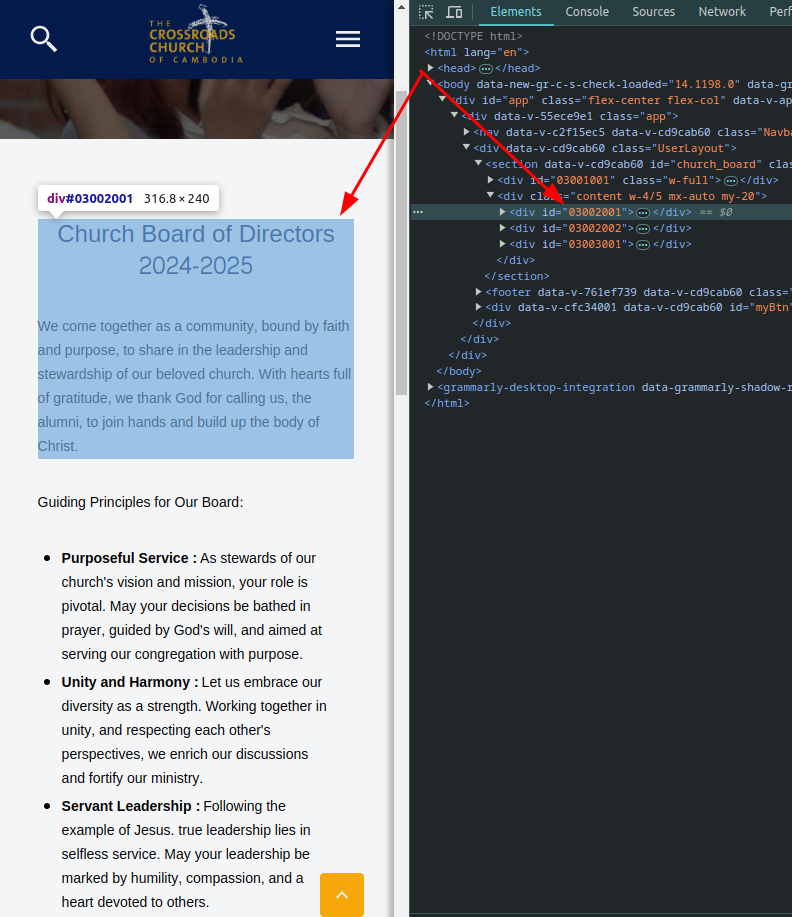 THE
CROSSROADS
CHURCH
OF CAMBODIA
div#03002001 316.8 × 240
Church Board of Directors
2024-2025
We come together as a community, bound by faith
and purpose, to share in the leadership and
stewardship of our beloved church. With hearts full
of gratitude, we thank God for calling us, the
alumni, to join hands and build up the body of
Christ.
Guiding Principles for Our Board:
Purposeful Service : As stewards of our
church's vision and mission, your role is
pivotal. May your decisions be bathed in
prayer, guided by God's will, and aimed at
serving our congregation with purpose.
Unity and Harmony : Let us embrace our
diversity as a strength. Working together in
unity, and respecting each other's
perspectives, we enrich our discussions
and fortify our ministry.
Servant Leadership : Following the
example of Jesus. true leadership lies in
selfless service. May your leadership be
marked by humility, compassion, and a
heart devoted to others.
Elements Console Sources Network Perf
<!DOCTYPE html>
<html lang="en">
<head> </head>
<body data-new-gr-c-s-check-loaded="14.1198.0" data-gr
<div id="app" class="flex-center flex-col" data-v-ap
<div data-v-55ece9e1 class="app">
<nav data-v-c2f15ec5 data-v-cd9cab60 class="Navba
<div data-v-cd9cab60 class="UserLayout">
<section data-v-cd9cab60 id="church_board" clas
<div id="03001001" class="w-full"> </div>
<div class="content w-4/5 mx-auto my-20">
<div id="03002001"> </div> == $0
<div id="03002002"> </div>
<div id="03003001"> </div>
</div>
</section>
<footer data-v-761ef739 data-v-cd9cab60 class="
<div data-v-cfc34001 data-v-cd9cab60 id="myBtn"
</div>
</div>
</div>
</body>
<grammarly-desktop-integration data-grammarly-shadow-r
</html>